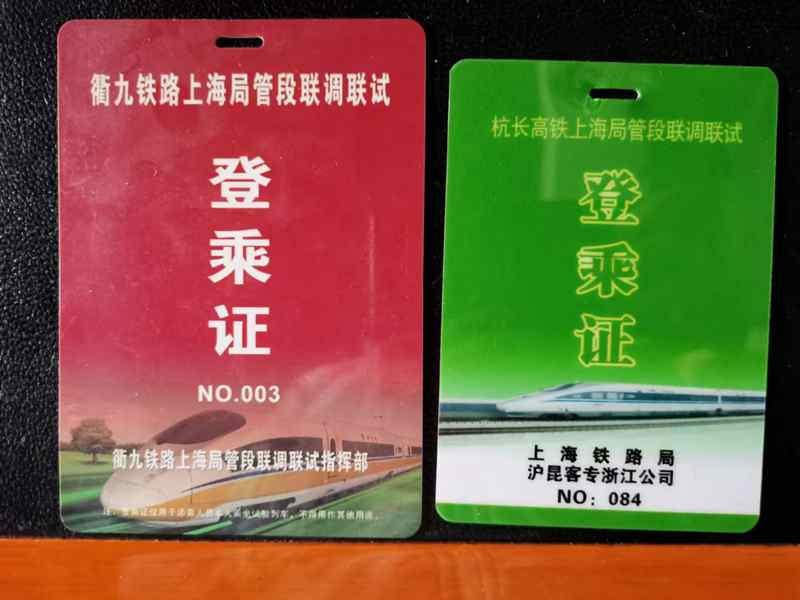 衢九铁路上海局管段联调联试
登
乘
证
NO.003
衢九铁路上海局管段联调联试指挥部
杭长高铁上海局管段联调联试
登
乘
证
上海铁路局
沪昆客专浙江公司
NO：084